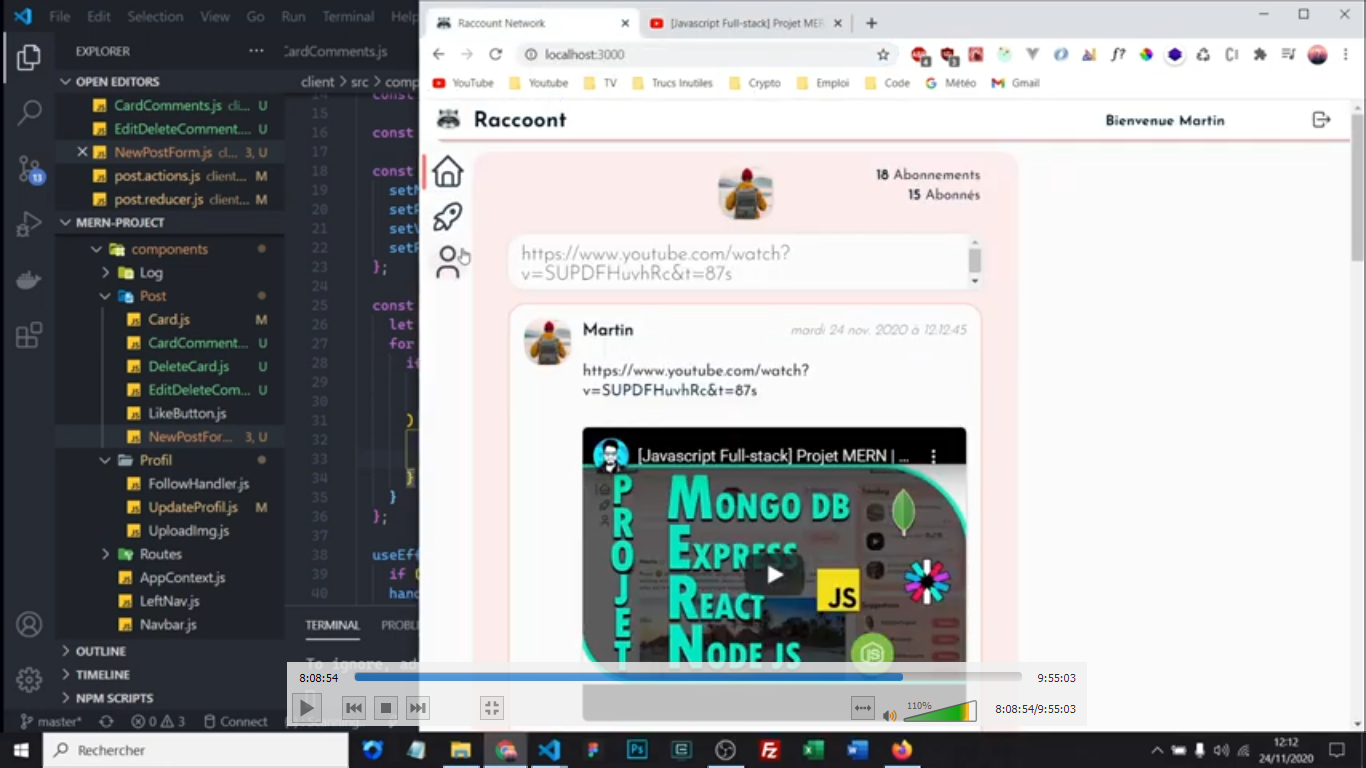 File Edit Selection View Go Run Terminal Help
EXPLORER
OPEN EDITORS
CardComments.js cli... U
EditDeleteComment.... U
NewPostForm.js cl... 3, U
post.actions.js client... M
post.reducer.js client... M
MERN-PROJECT
components
Log
Post
Card.js M
CardComment... U
DeleteCard.js U
EditDeleteCom... U
LikeButton.js
NewPostFor... 3, U
Profil
FollowHandler.js
UpdateProfil.js M
UploadImg.js
Routes
AppContext.js
LeftNav.js
Navbar.js
OUTLINE
TIMELINE
NPM SCRIPTS
13
master*
0 3
Connect
CardComments.js
client > src > comp
14
15
16 const
17
18 const
19 setN
20 setP
21 setV
22 setP
23 };
24
25 const
26 let
27 for
28 if
29
30
31 )
32
33
34 }
35 }
36 };
37
38 useEff
39 if (
40 hand
TERMINAL PROBL
To ignore, ad
Raccount Network
[Javascript Full-stack] Projet MER
localhost:3000
YouTube Youtube TV Trucs Inutiles Crypto Emploi Code Météo Gmail
Raccoont
Bienvenue Martin
18 Abonnements
15 Abonnés
https://www.youtube.com/watch?
v=SUPDFHuvhRc&t=87s
Martin
mardi 24 nov. 2020 à 12:12:45
https://www.youtube.com/watch?
v=SUPDFHuvhRc&t=87s
[Javascript Full-stack] Projet MERN | ...
PROJET
MONGO DB
EXPRESS
REACT
NODE JS
JS
8:08:54
9:55:03
110%
8:08:54/9:55:03
Rechercher
12:12
24/11/2020